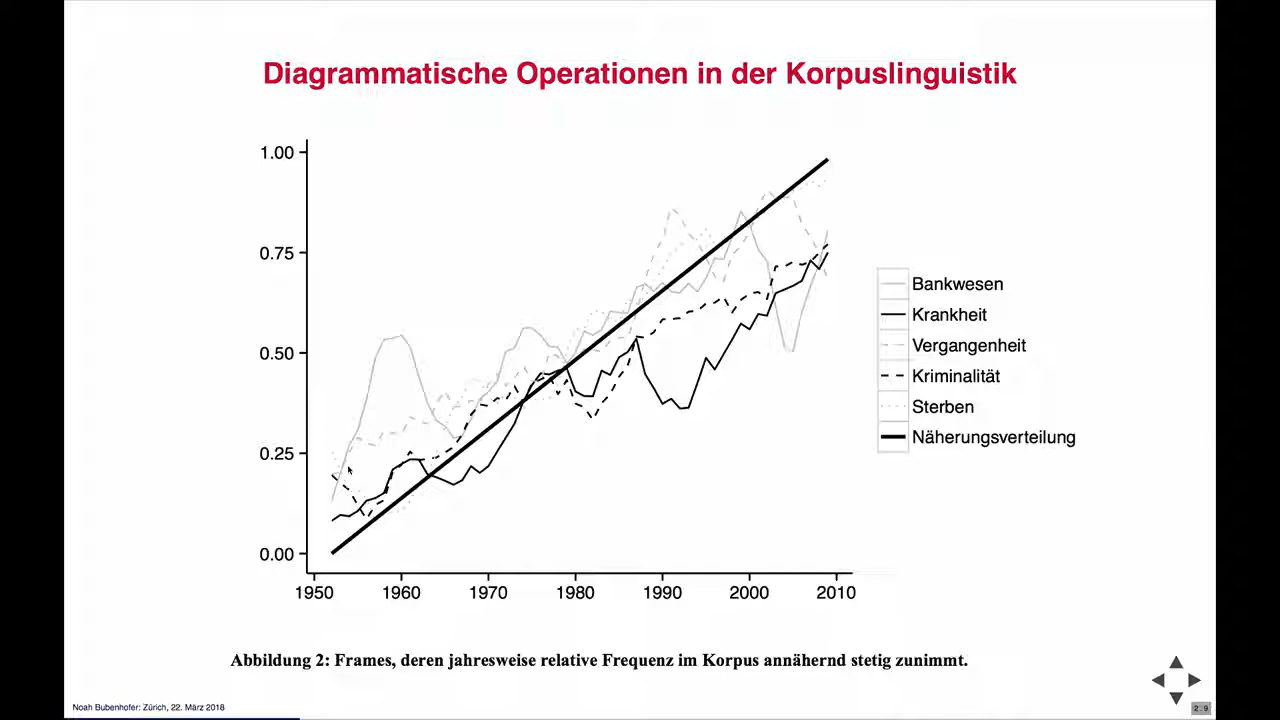 Diagrammatische Operationen in der Korpuslinguistik
1.00
0.75
0.50
0.25
0.00
1950 1960 1970 1980 1990 2000 2010
Bankwesen
Krankheit
Vergangenheit
Kriminalität
Sterben
Näherungsverteilung
Abbildung 2: Frames, deren jahresweise relative Frequenz im Korpus annähernd stetig zunimmt.
Noah Bubenhofer: Zürich, 22. März 2018
2.9